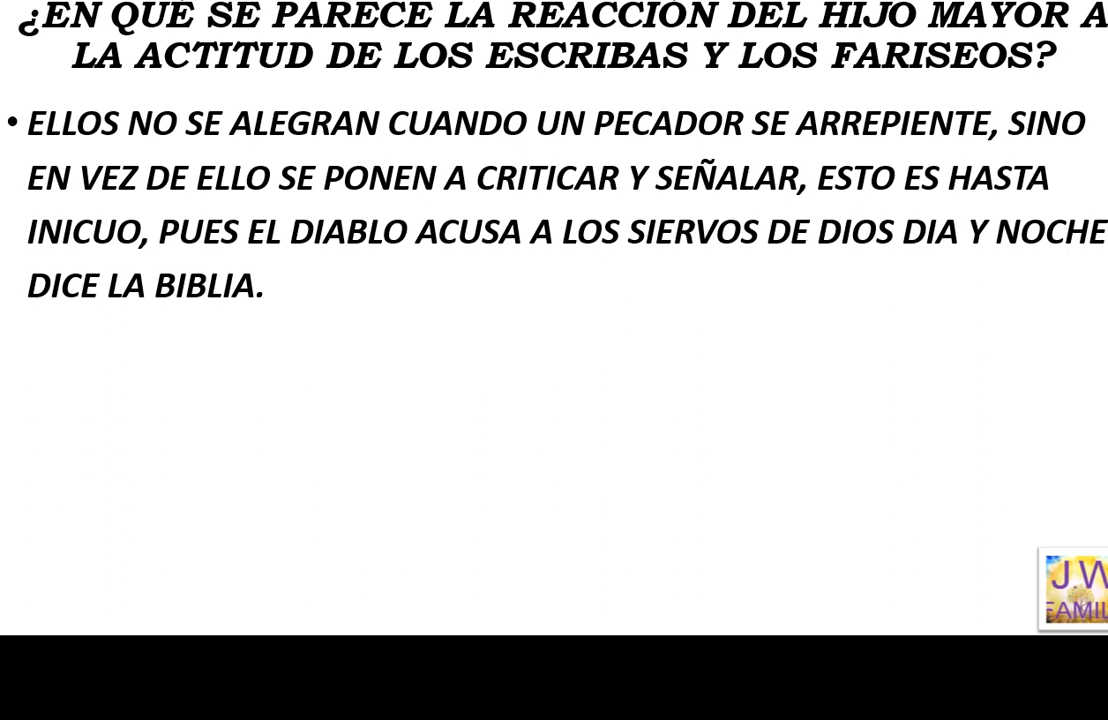 ¿EN QUÉ SE PARECE LA REACCIÓN DEL HIJO MAYOR A
LA ACTITUD DE LOS ESCRIBAS Y LOS FARISEOS?
• ELLOS NO SE ALEGRAN CUANDO UN PECADOR SE ARREPIENTE, SINO
EN VEZ DE ELLO SE PONEN A CRITICAR Y SEÑALAR, ESTO ES HASTA
INICUO, PUES EL DIABLO ACUSA A LOS SIERVOS DE DIOS DIA Y NOCHE
DICE LA BIBLIA.
J.W